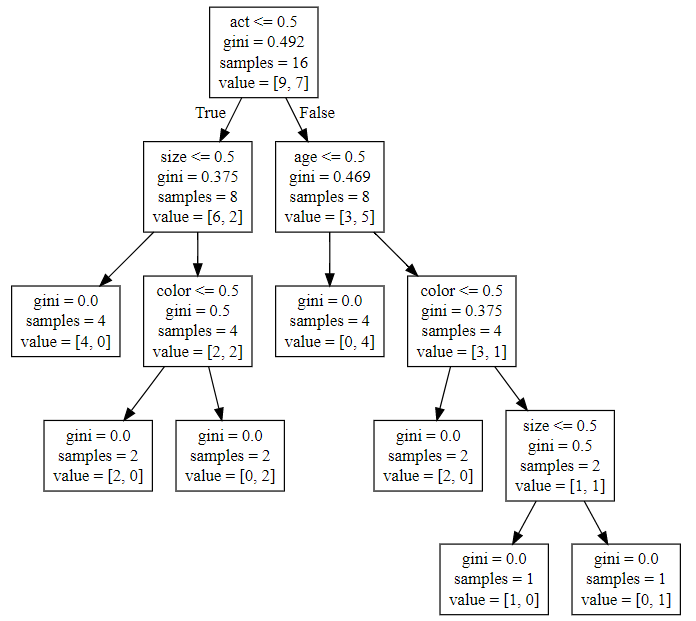 act <= 0.5
gini = 0.492
samples = 16
value = [9, 7]
True
False
size <= 0.5
gini = 0.375
samples = 8
value = [6, 2]
age <= 0.5
gini = 0.469
samples = 8
value = [3, 5]
gini = 0.0
samples = 4
value = [4, 0]
color <= 0.5
gini = 0.5
samples = 4
value = [2, 2]
gini = 0.0
samples = 4
value = [0, 4]
color <= 0.5
gini = 0.375
samples = 4
value = [3, 1]
gini = 0.0
samples = 2
value = [2, 0]
gini = 0.0
samples = 2
value = [0, 2]
gini = 0.0
samples = 2
value = [2, 0]
size <= 0.5
gini = 0.5
samples = 2
value = [1, 1]
gini = 0.0
samples = 1
value = [1, 0]
gini = 0.0
samples = 1
value = [0, 1]